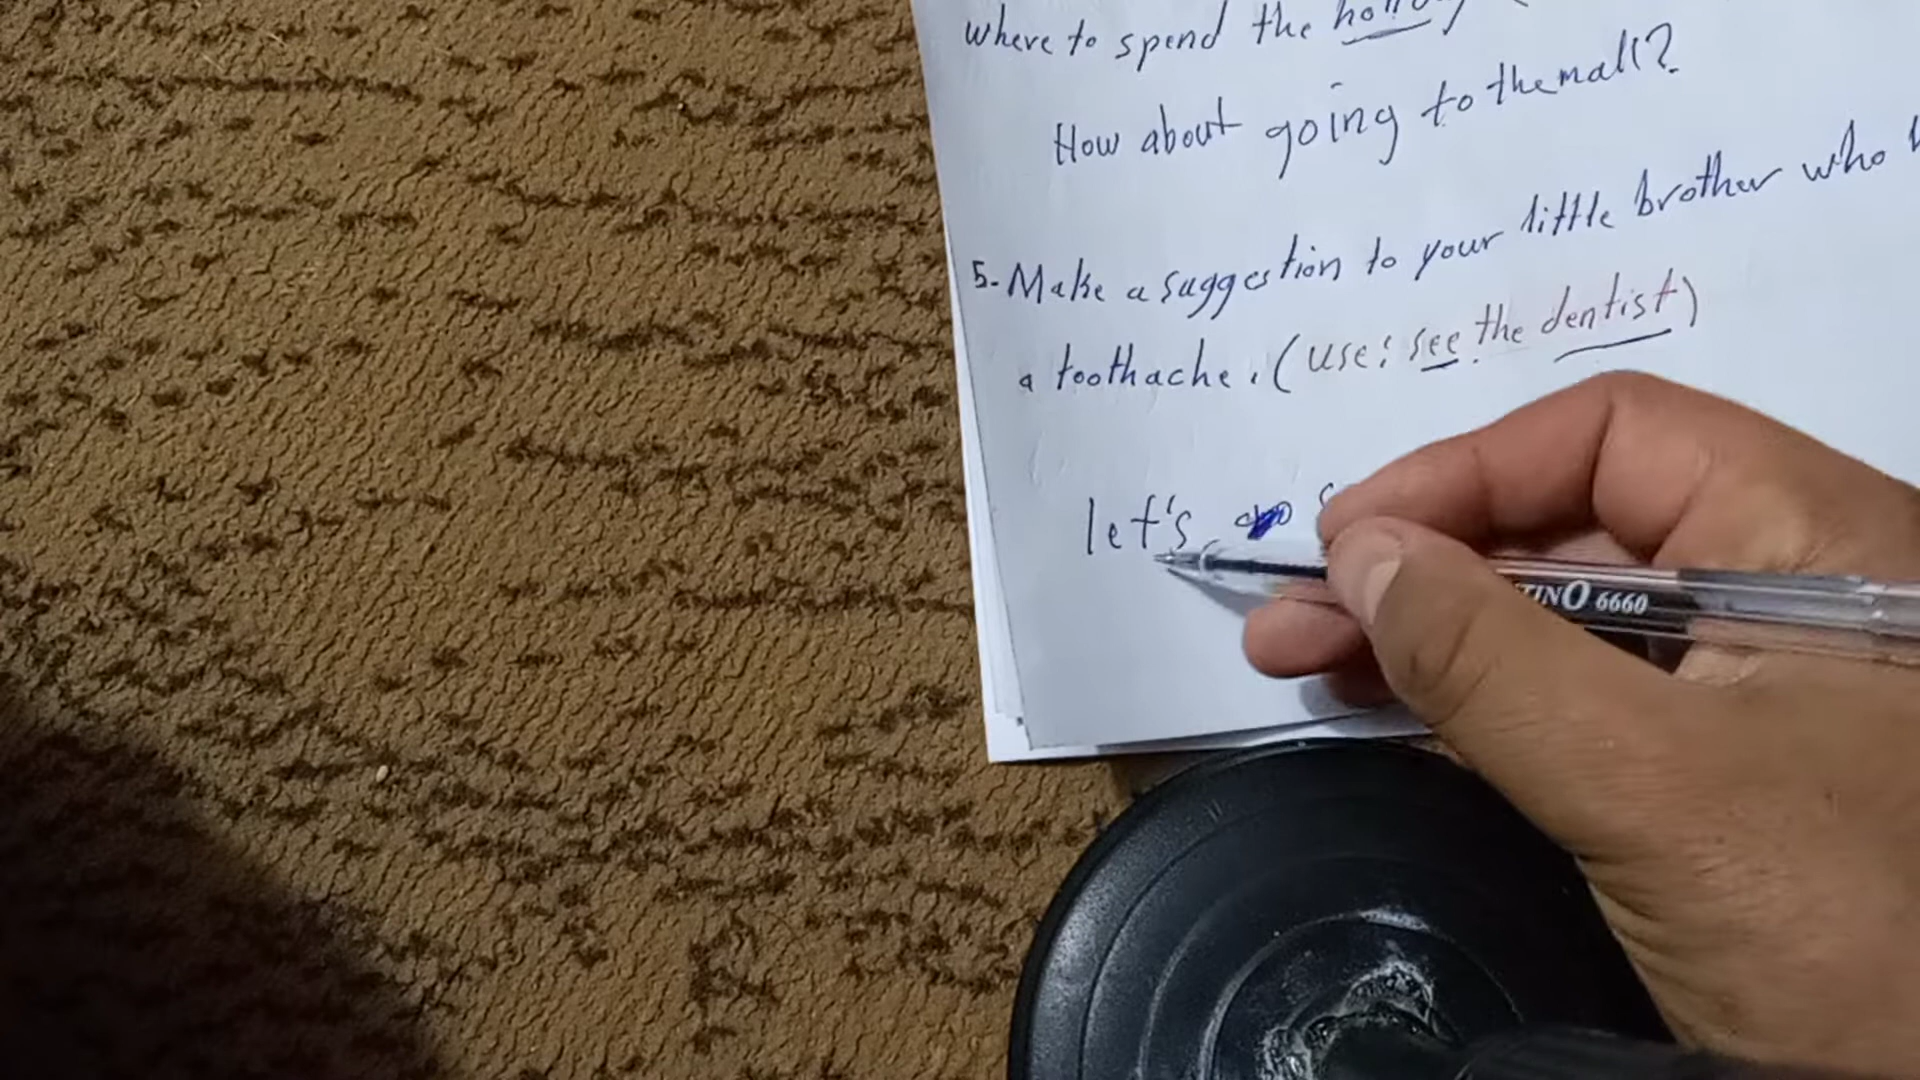 where to spend the
How about going to the mall?
5- Make a suggestion to your little brother who
a toothache. (use: see the dentist)
let's
TINO 6660